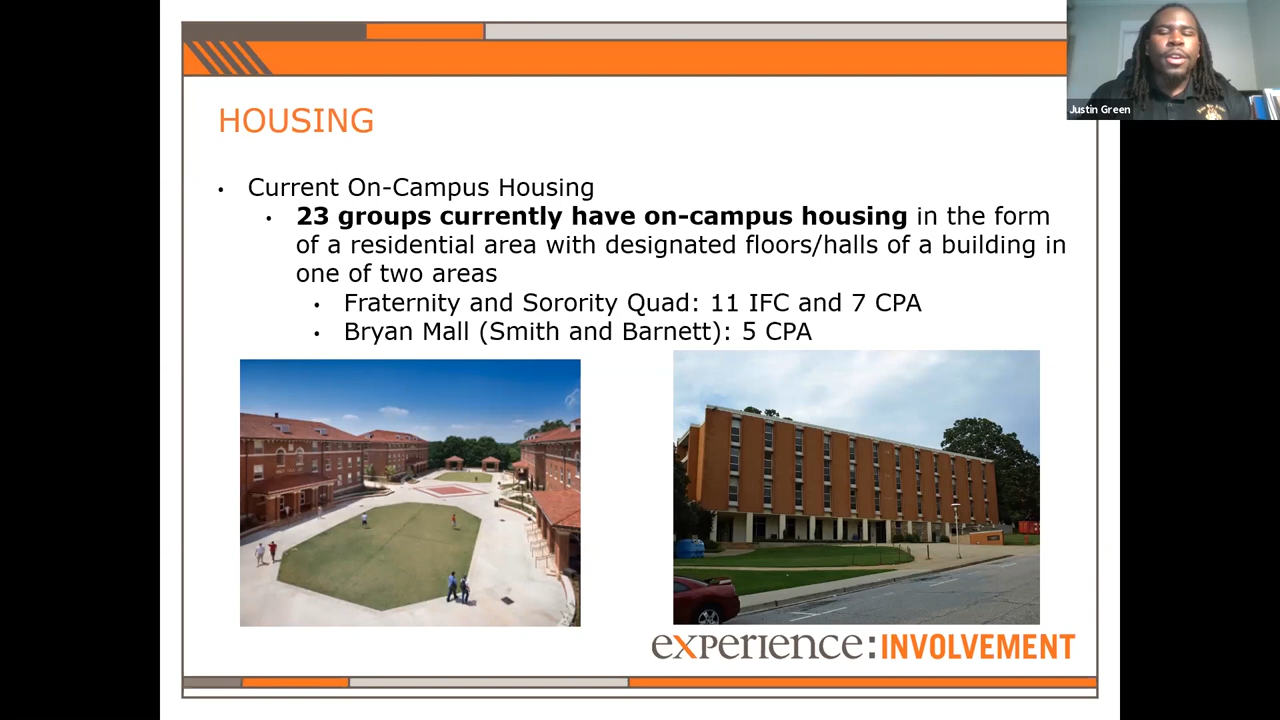 Justin Green
HOUSING
• Current On-Campus Housing
• 23 groups currently have on-campus housing in the form
of a residential area with designated floors/halls of a building in
one of two areas
• Fraternity and Sorority Quad: 11 IFC and 7 CPA
• Bryan Mall (Smith and Barnett): 5 CPA
experience:INVOLVEMENT